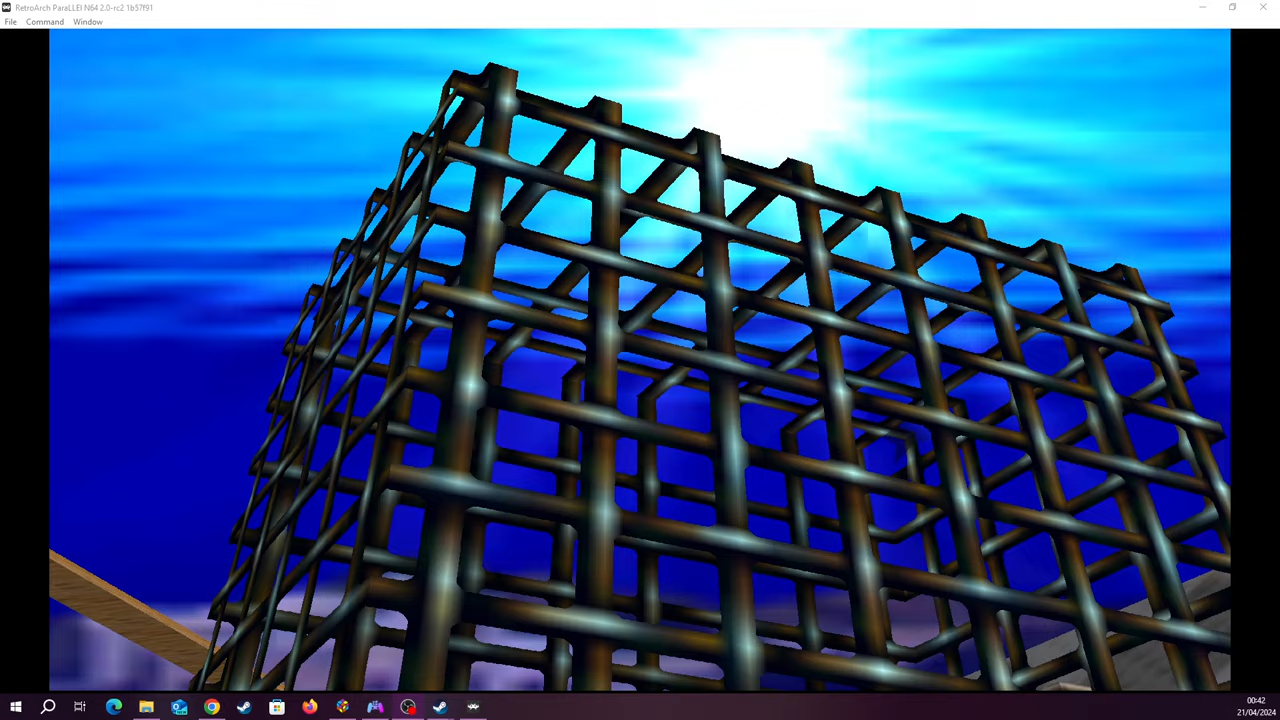 RetroArch ParaLLEl N64 2.0-rc2 1b57f91
File Command Window
00:42
21/04/2024